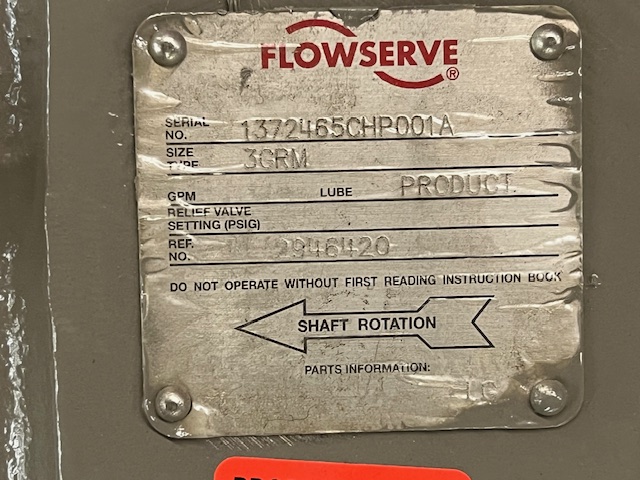 FLOWSERVE®
SERIAL NO. 1372465CHP001A
SIZE TYPE 3GRM
GPM LUBE PRODUCT
RELIEF VALVE
SETTING (PSIG)
REF. NO. 2946420
DO NOT OPERATE WITHOUT FIRST READING INSTRUCTION BOOK
SHAFT ROTATION
PARTS INFORMATION: